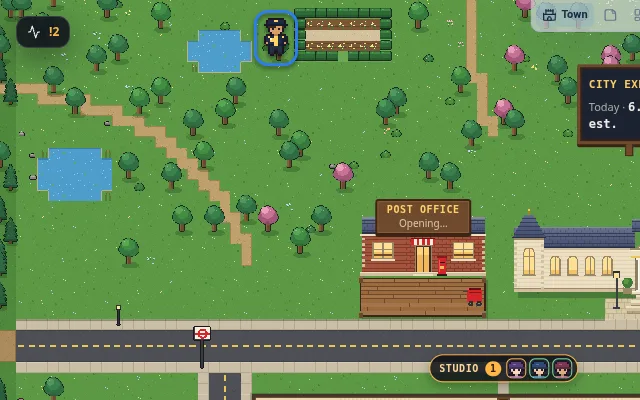 !2
Town
CITY EX
Today · 6.
est.
POST OFFICE
Opening...
STUDIO 1